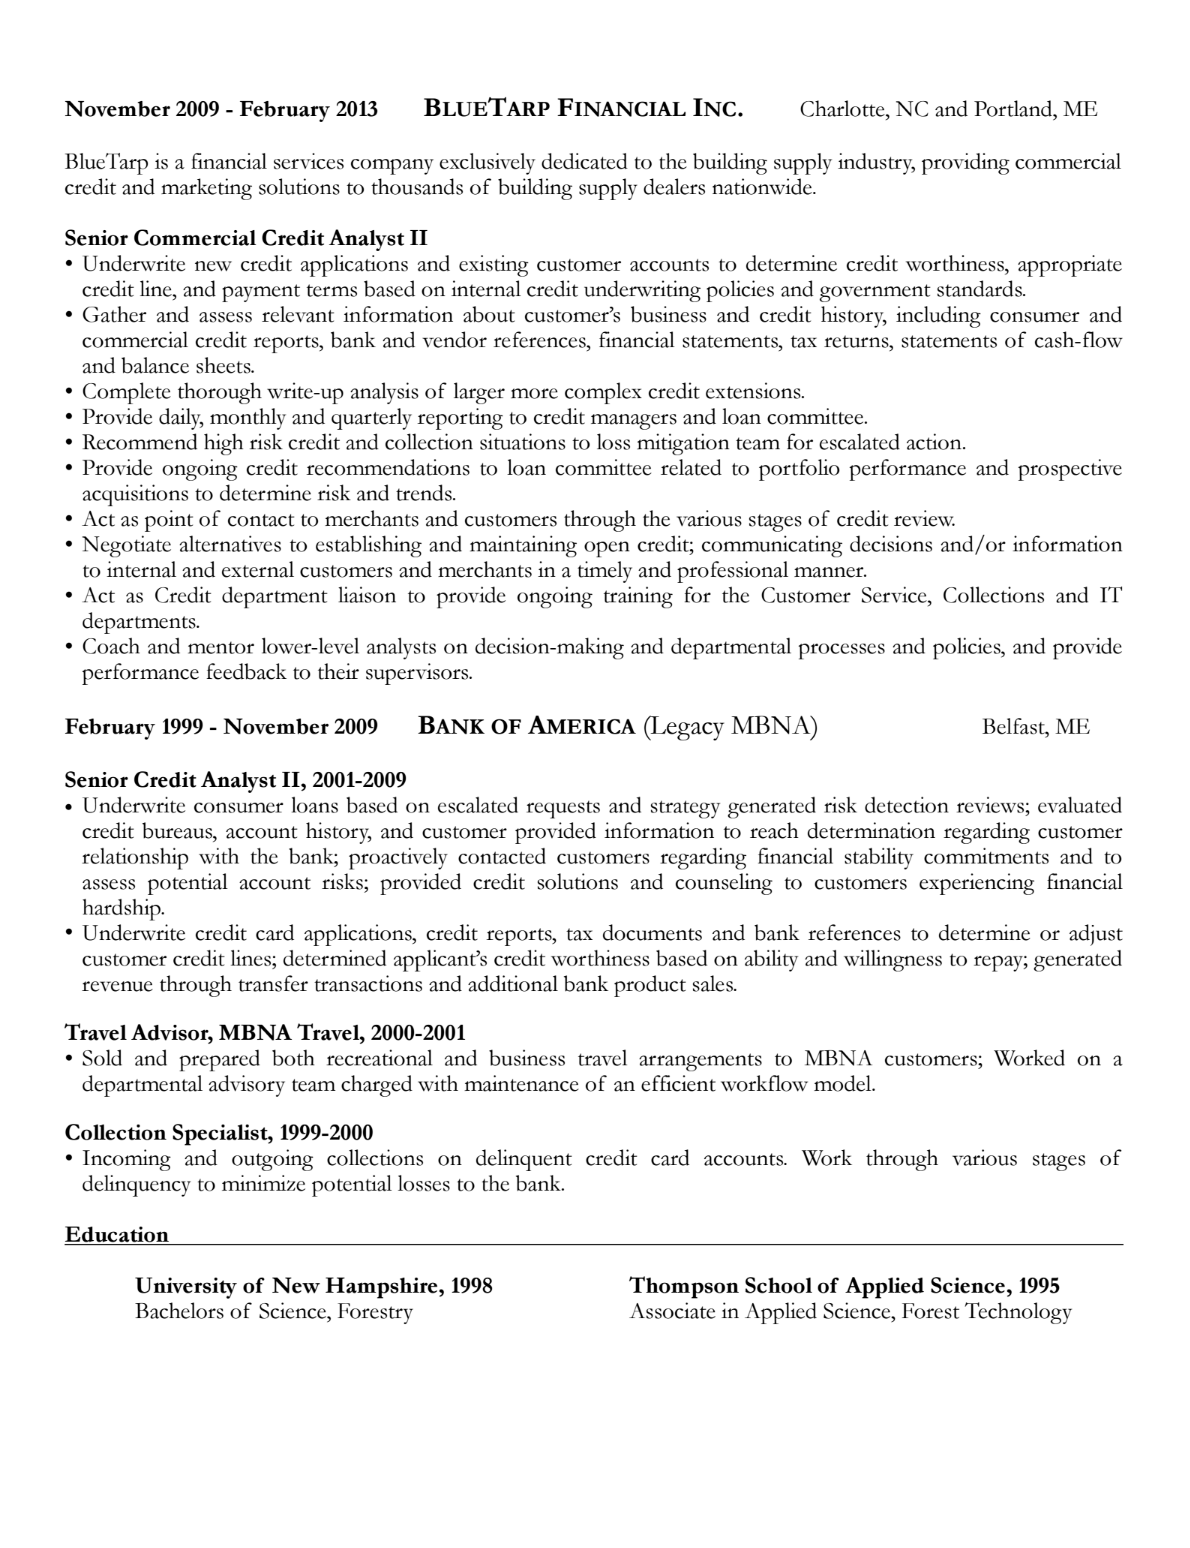 November 2009 - February 2013 BLUETARP FINANCIAL INC. Charlotte, NC and Portland, ME
BlueTarp is a financial services company exclusively dedicated to the building supply industry, providing commercial
credit and marketing solutions to thousands of building supply dealers nationwide.
Senior Commercial Credit Analyst II
• Underwrite new credit applications and existing customer accounts to determine credit worthiness, appropriate
credit line, and payment terms based on internal credit underwriting policies and government standards.
• Gather and assess relevant information about customer’s business and credit history, including consumer and
commercial credit reports, bank and vendor references, financial statements, tax returns, statements of cash-flow
and balance sheets.
• Complete thorough write-up analysis of larger more complex credit extensions.
• Provide daily, monthly and quarterly reporting to credit managers and loan committee.
• Recommend high risk credit and collection situations to loss mitigation team for escalated action.
• Provide ongoing credit recommendations to loan committee related to portfolio performance and prospective
acquisitions to determine risk and trends.
• Act as point of contact to merchants and customers through the various stages of credit review.
• Negotiate alternatives to establishing and maintaining open credit; communicating decisions and/or information
to internal and external customers and merchants in a timely and professional manner.
• Act as Credit department liaison to provide ongoing training for the Customer Service, Collections and IT
departments.
• Coach and mentor lower-level analysts on decision-making and departmental processes and policies, and provide
performance feedback to their supervisors.
February 1999 - November 2009 BANK OF AMERICA (Legacy MBNA) Belfast, ME
Senior Credit Analyst II, 2001-2009
• Underwrite consumer loans based on escalated requests and strategy generated risk detection reviews; evaluated
credit bureaus, account history, and customer provided information to reach determination regarding customer
relationship with the bank; proactively contacted customers regarding financial stability commitments and to
assess potential account risks; provided credit solutions and counseling to customers experiencing financial
hardship.
• Underwrite credit card applications, credit reports, tax documents and bank references to determine or adjust
customer credit lines; determined applicant’s credit worthiness based on ability and willingness to repay; generated
revenue through transfer transactions and additional bank product sales.
Travel Advisor, MBNA Travel, 2000-2001
• Sold and prepared both recreational and business travel arrangements to MBNA customers; Worked on a
departmental advisory team charged with maintenance of an efficient workflow model.
Collection Specialist, 1999-2000
• Incoming and outgoing collections on delinquent credit card accounts. Work through various stages of
delinquency to minimize potential losses to the bank.
Education
University of New Hampshire, 1998 Thompson School of Applied Science, 1995
Bachelors of Science, Forestry Associate in Applied Science, Forest Technology